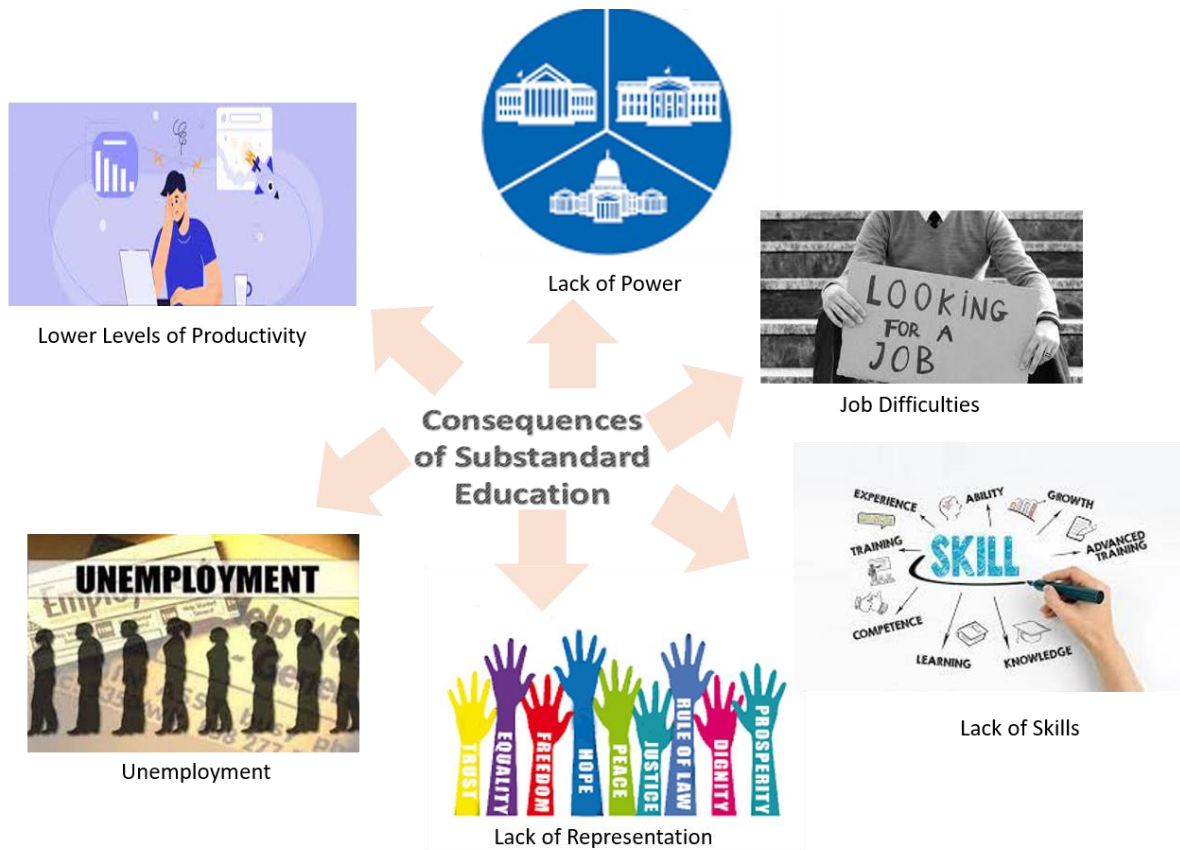 Lack of Power
Lower Levels of Productivity
LOOKING
FOR A
JOB
Job Difficulties
Consequences
of Substandard
Education
EXPERIENCE
ABILITY
GROWTH
TRAINING
SKILL
ADVANCED
TRAINING
COMPETENCE
LEARNING
KNOWLEDGE
Lack of Skills
UNEMPLOYMENT
Unemployment
TRUST
EQUALITY
FREEDOM
HOPE
PEACE
JUSTICE
RULE OF LAW
DIGNITY
PROSPERITY
Lack of Representation